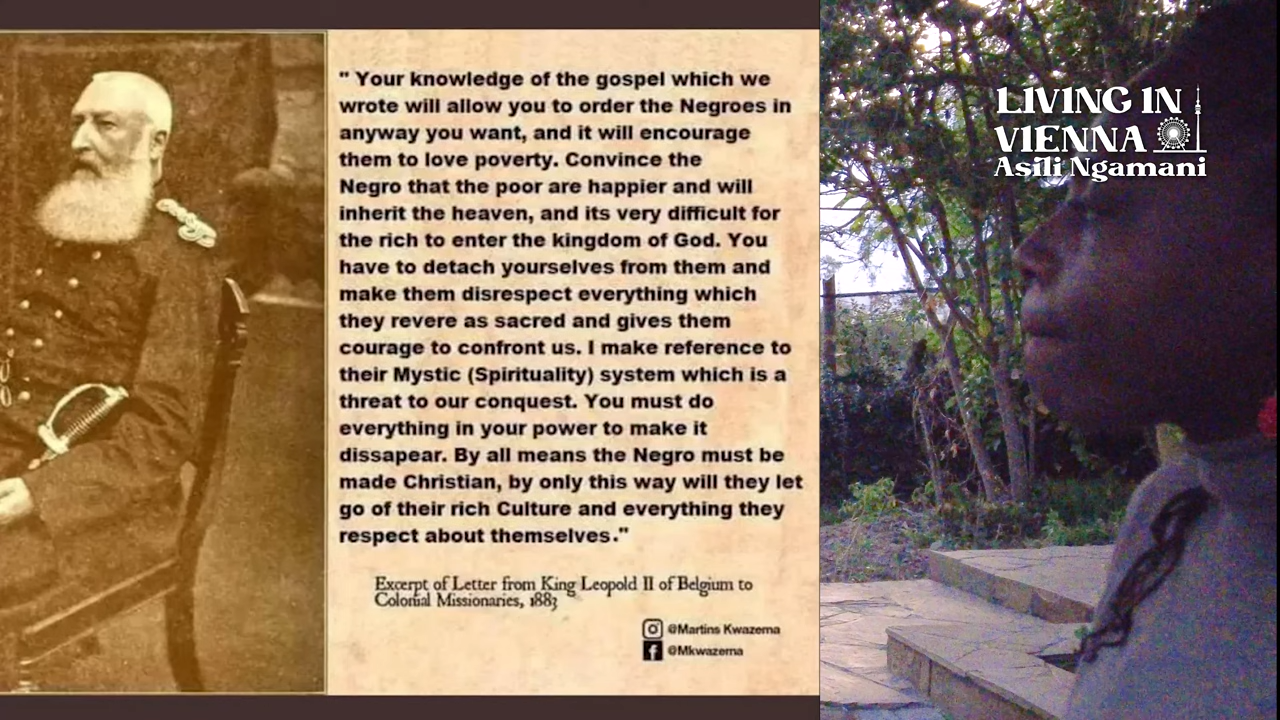 " Your knowledge of the gospel which we
wrote will allow you to order the Negroes in
anyway you want, and it will encourage
them to love poverty. Convince the
Negro that the poor are happier and will
inherit the heaven, and its very difficult for
the rich to enter the kingdom of God. You
have to detach yourselves from them and
make them disrespect everything which
they revere as sacred and gives them
courage to confront us. I make reference to
their Mystic (Spirituality) system which is a
threat to our conquest. You must do
everything in your power to make it
dissapear. By all means the Negro must be
made Christian, by only this way will they let
go of their rich Culture and everything they
respect about themselves."
Excerpt of Letter from King Leopold II of Belgium to
Colonial Missionaries, 1883
@Martins Kwazema
@Mkwazema
LIVING IN
VIENNA
Asili Ngamani